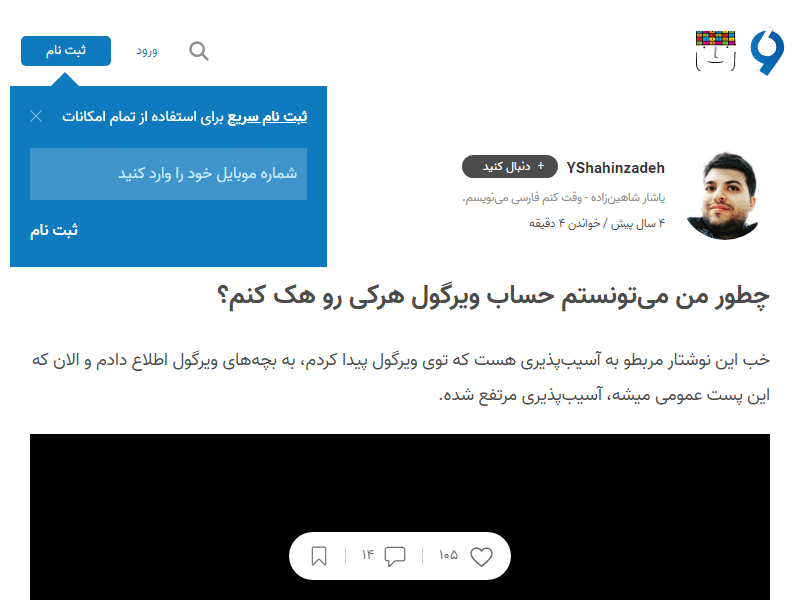 ثبت نام
ورود
ثبت نام سریع برای استفاده از تمام امکانات
شماره موبایل خود را وارد کنید
ثبت نام
YShahinzadeh + دنبال کنید
یاشار شاهین‌زاده - وقت کنم فارسی می‌نویسم.
۴ سال پیش / خواندن ۴ دقیقه
چطور من می‌تونستم حساب ویرگول هرکی رو هک کنم؟
خب این نوشتار مربطو به آسیب‌پذیری هست که توی ویرگول پیدا کردم، به بچه‌های ویرگول اطلاع دادم و الان که
این پست عمومی میشه، آسیب‌پذیری مرتفع شده.
۱۰۵
۱۴